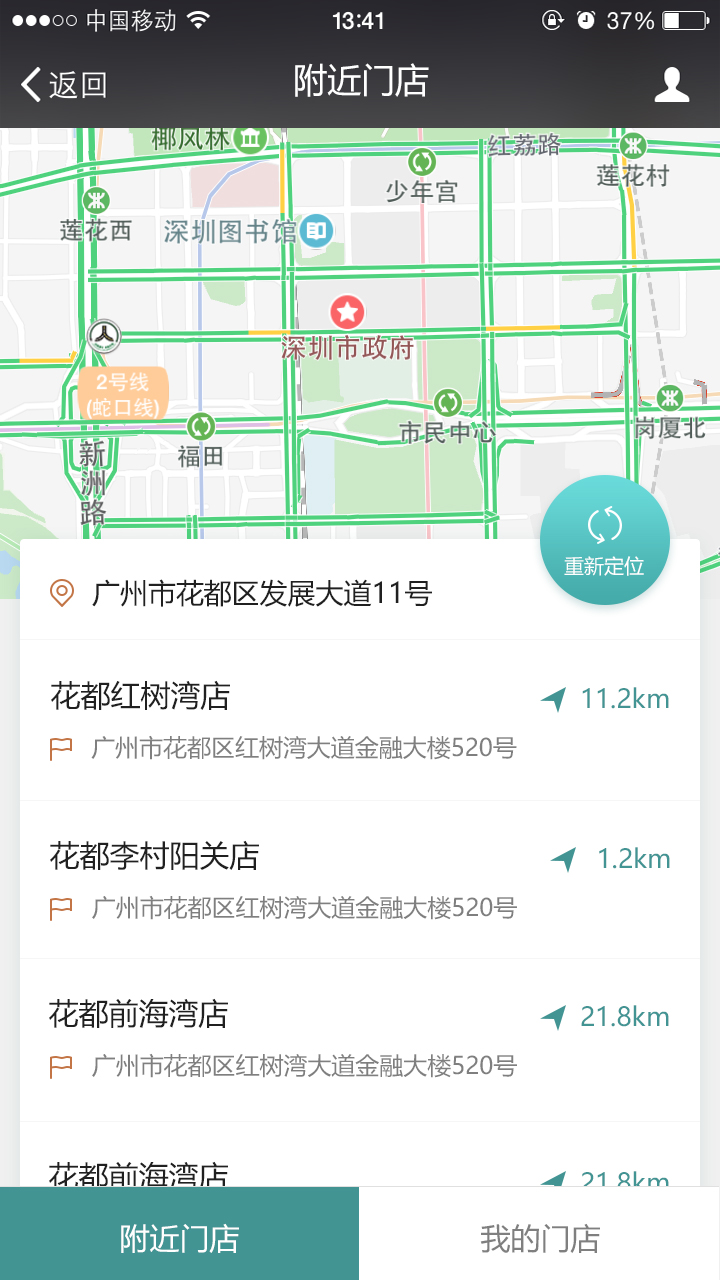 中国移动
13:41
37%
返回
附近门店
椰风林
红荔路
少年宫
莲花村
莲花西
深圳图书馆
深圳市政府
2号线
(蛇口线)
市民中心
岗厦北
福田
新洲路
重新定位
广州市花都区发展大道11号
花都红树湾店
11.2km
广州市花都区红树湾大道金融大楼520号
花都李村阳关店
1.2km
广州市花都区红树湾大道金融大楼520号
花都前海湾店
21.8km
广州市花都区红树湾大道金融大楼520号
花都前海湾店
21.8km
附近门店
我的门店